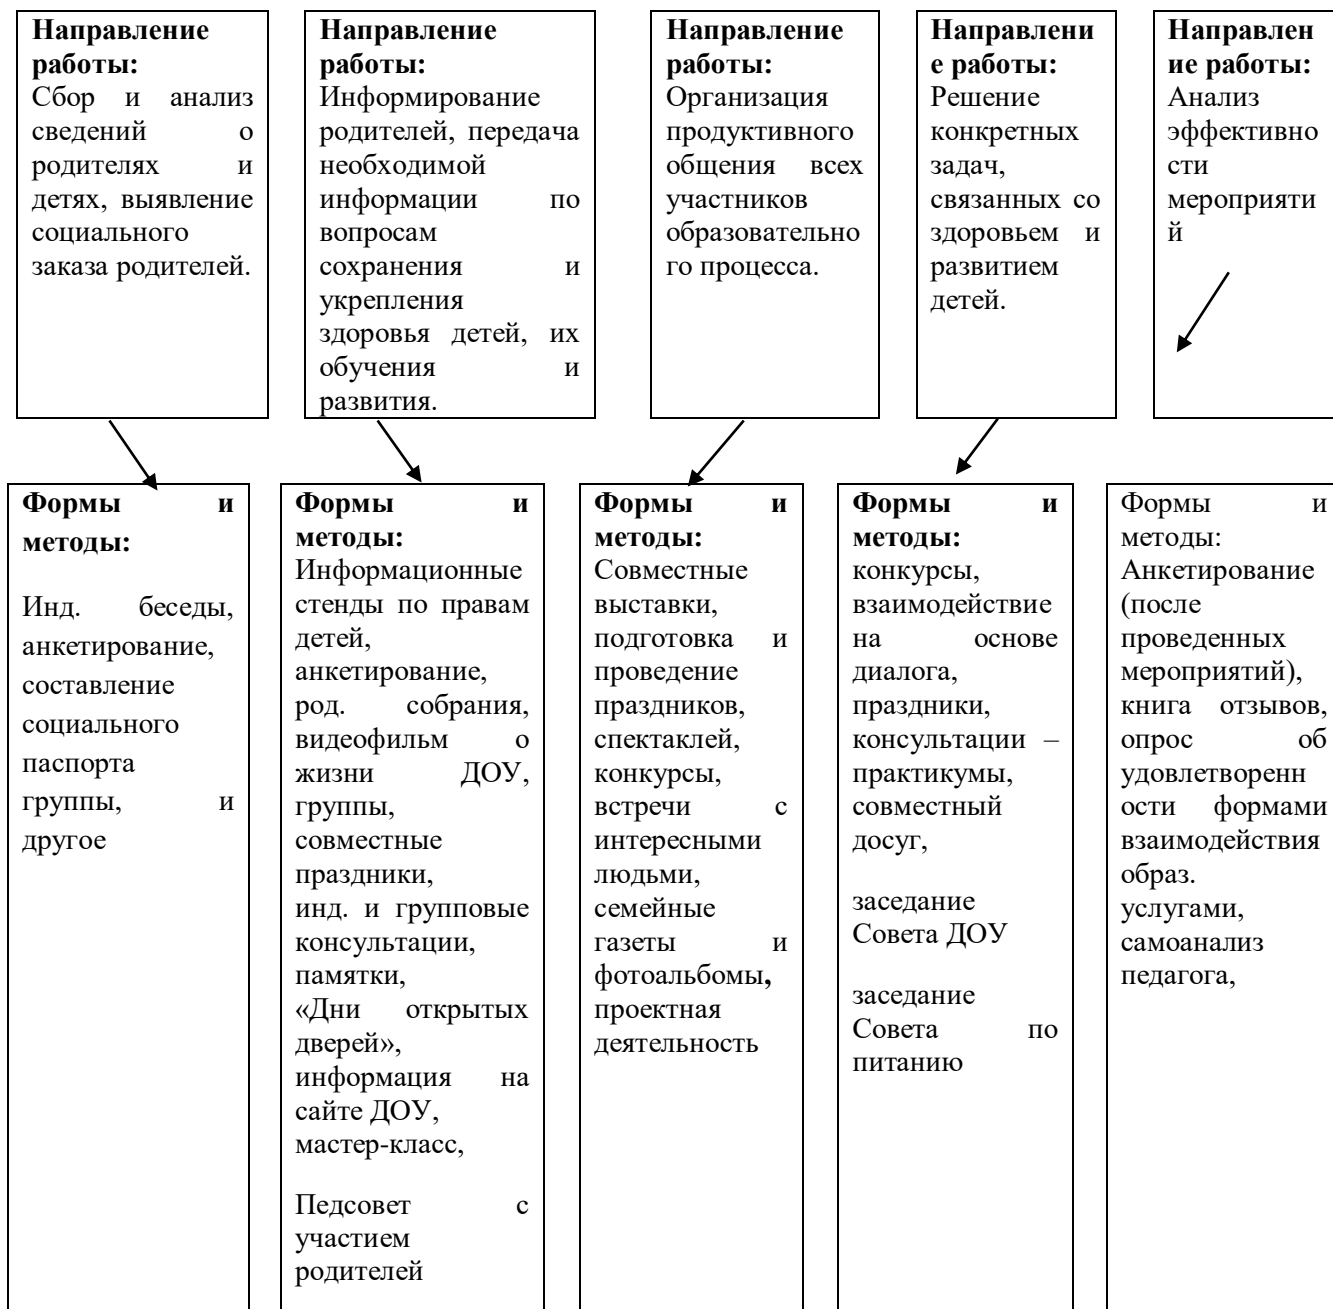 Направление
работы:
Сбор и анализ
сведений о
родителях и
детях, выявление
социального
заказа родителей.
Направление
работы:
Информирование
родителей, передача
необходимой
информации по
вопросам
сохранения и
укрепления
здоровья детей, их
обучения и
развития.
Направление
работы:
Организация
продуктивного
общения всех
участников
образовательно
го процесса.
Направлени
е работы:
Решение
конкретных
задач,
связанных со
здоровьем и
развитием
детей.
Направлен
ие работы:
Анализ
эффективно
сти
мероприяти
й
Формы и
методы:
Инд. беседы,
анкетирование,
составление
социального
паспорта
группы, и
другое
Формы и
методы:
Информационные
стенды по правам
детей,
анкетирование,
род. собрания,
видеофильм о
жизни ДОУ,
группы,
совместные
праздники,
инд. и групповые
консультации,
памятки,
«Дни открытых
дверей»,
информация на
сайте ДОУ,
мастер-класс,
Педсовет с
участием
родителей
Формы и
методы:
Совместные
выставки,
подготовка и
проведение
праздников,
спектаклей,
конкурсы,
встречи с
интересными
людьми,
семейные
газеты и
фотоальбомы,
проектная
деятельность
Формы и
методы:
конкурсы,
взаимодействие
на основе
диалога,
праздники,
консультации –
практикумы,
совместный
досуг,
заседание
Совета ДОУ
заседание
Совета по
питанию
Формы и
методы:
Анкетирование
(после
проведенных
мероприятий),
книга отзывов,
опрос об
удовлетворенн
ости формами
взаимодействия
образ.
услугами,
самоанализ
педагога,